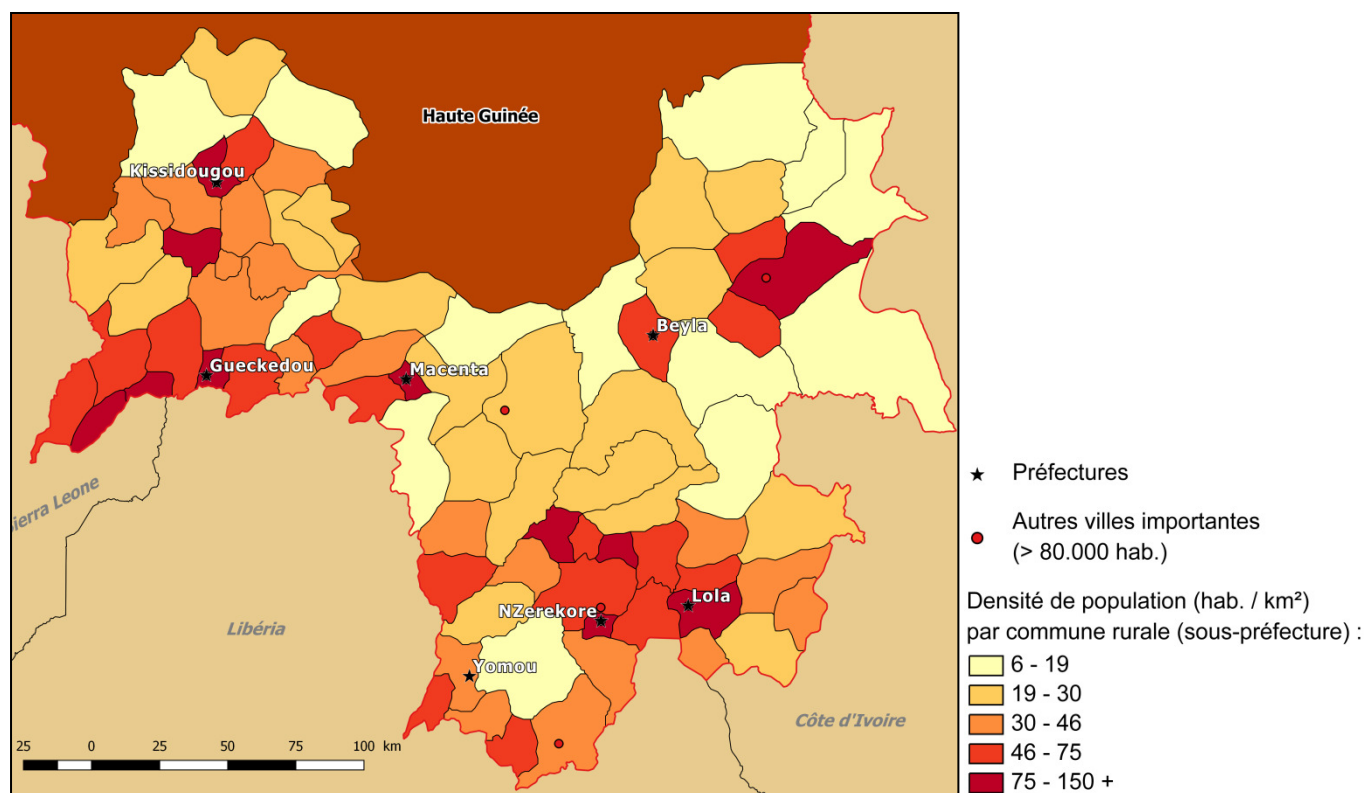 Haute Guinée
Kissidougou
Beyla
Gueckedou
Macenta
Sierra Leone
Lola
NZerekore
Libéria
Yomou
Côte d'Ivoire
25 0 25 50 75 100 km
Préfectures
Autres villes importantes
(> 80.000 hab.)
Densité de population (hab. / km²)
par commune rurale (sous-préfecture) :
6 - 19
19 - 30
30 - 46
46 - 75
75 - 150 +